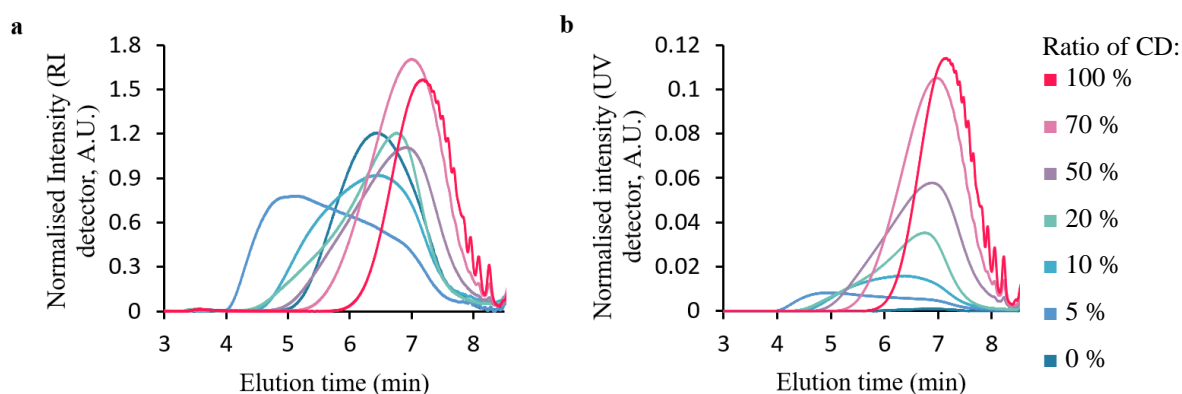 a
Normalised Intensity (RI
detector, A.U.)
1.8
1.5
1.2
0.9
0.6
0.3
0
3 4 5 6 7 8
Elution time (min)
b
Normalised intensity (UV
detector, A.U.)
0.12
0.1
0.08
0.06
0.04
0.02
0
3 4 5 6 7 8
Elution time (min)
Ratio of CD:
100 %
70 %
50 %
20 %
10 %
5 %
0 %